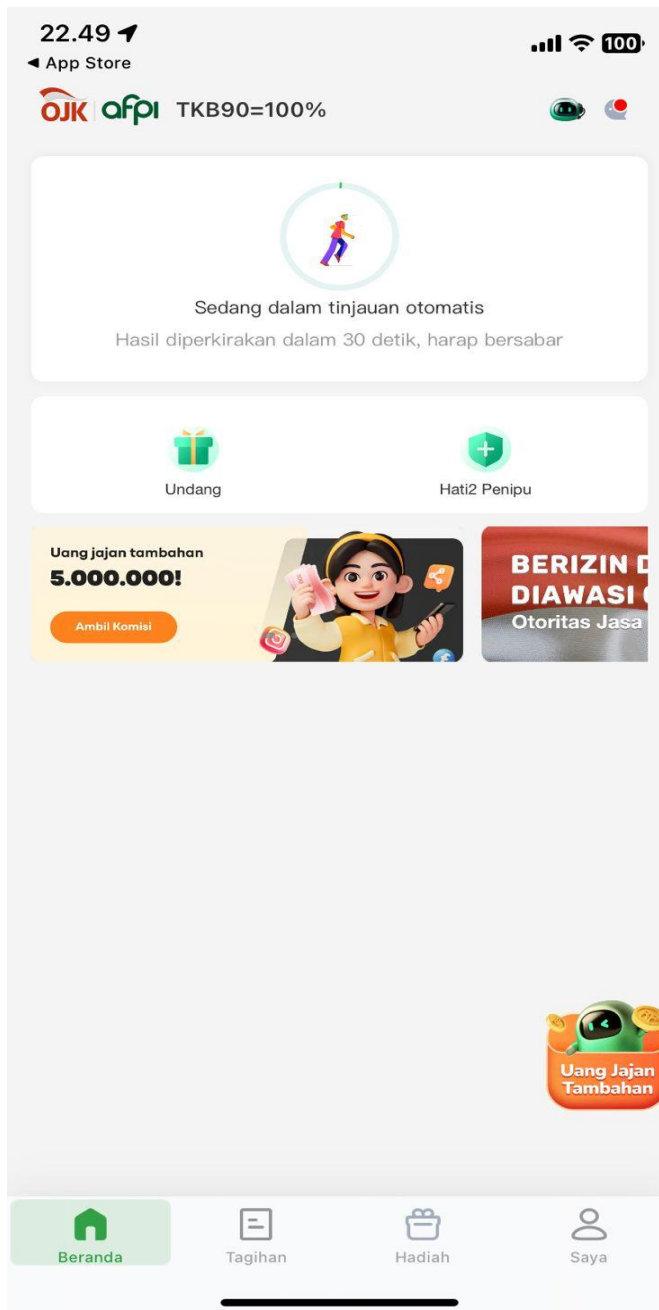 22.49
App Store
100
OJK afpi TKB90=100%
Sedang dalam tinjauan otomatis
Hasil diperkirakan dalam 30 detik, harap bersabar
Undang
Hati2 Penipu
Uang jajan tambahan
5.000.000!
Ambil Komisi
BERIZIN D
DIAWASI
Otoritas Jasa
Uang Jajan
Tambahan
Beranda
Tagihan
Hadiah
Saya